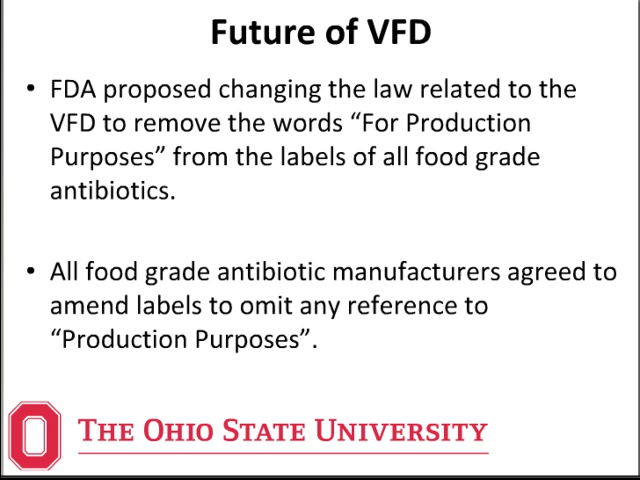 Future of VFD
• FDA proposed changing the law related to the
VFD to remove the words “For Production
Purposes” from the labels of all food grade
antibiotics.
• All food grade antibiotic manufacturers agreed to
amend labels to omit any reference to
“Production Purposes”.
THE OHIO STATE UNIVERSITY